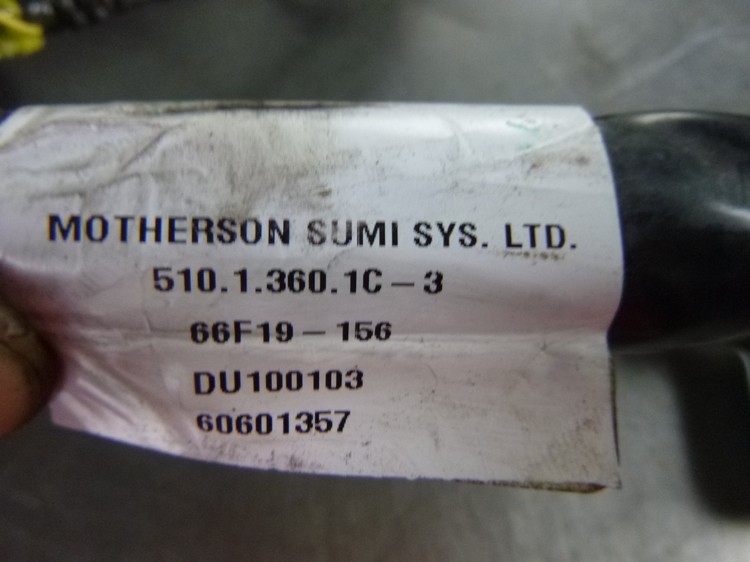 MOTHERSON SUMI SYS. LTD.
510.1.360.1C-3
66F19-156
DU100103
60601357